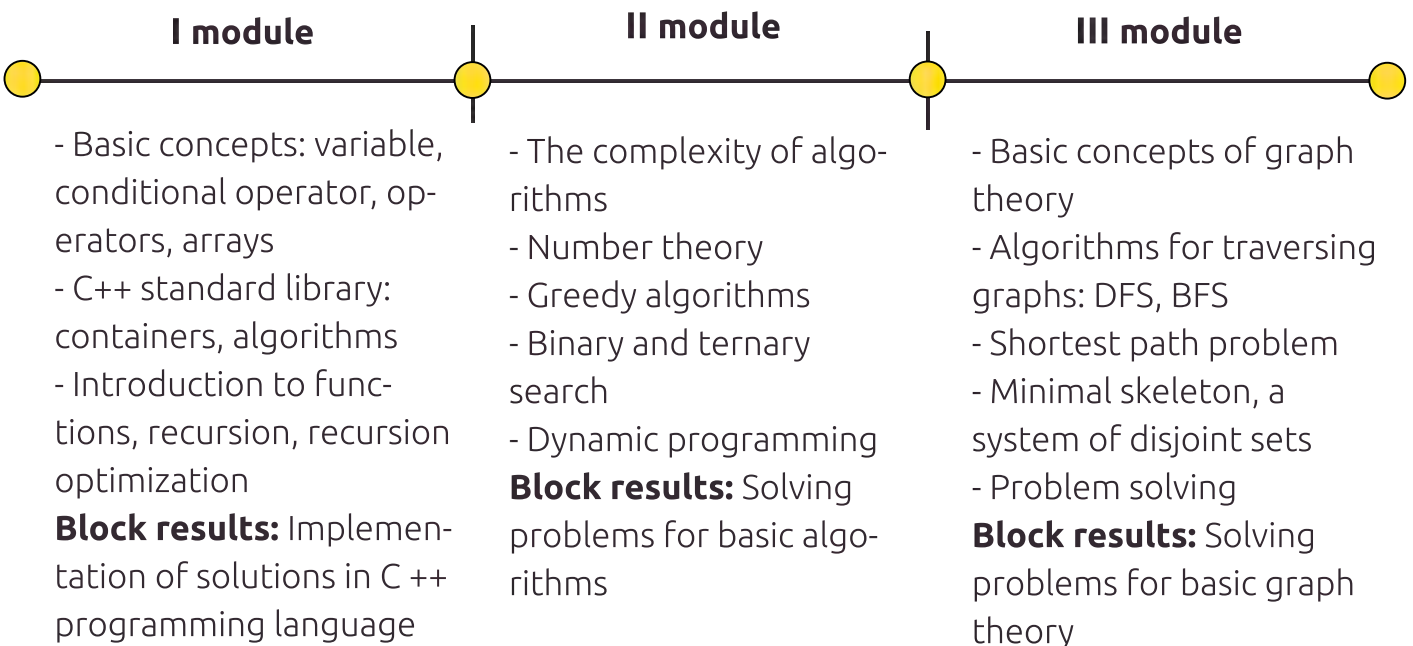 I module
- Basic concepts: variable,
conditional operator, op-
erators, arrays
- C++ standard library:
containers, algorithms
- Introduction to func-
tions, recursion, recursion
optimization
Block results: Implemen-
tation of solutions in C ++
programming language
II module
- The complexity of algo-
rithms
- Number theory
- Greedy algorithms
- Binary and ternary
search
- Dynamic programming
Block results: Solving
problems for basic algo-
rithms
III module
- Basic concepts of graph
theory
- Algorithms for traversing
graphs: DFS, BFS
- Shortest path problem
- Minimal skeleton, a
system of disjoint sets
- Problem solving
Block results: Solving
problems for basic graph
theory